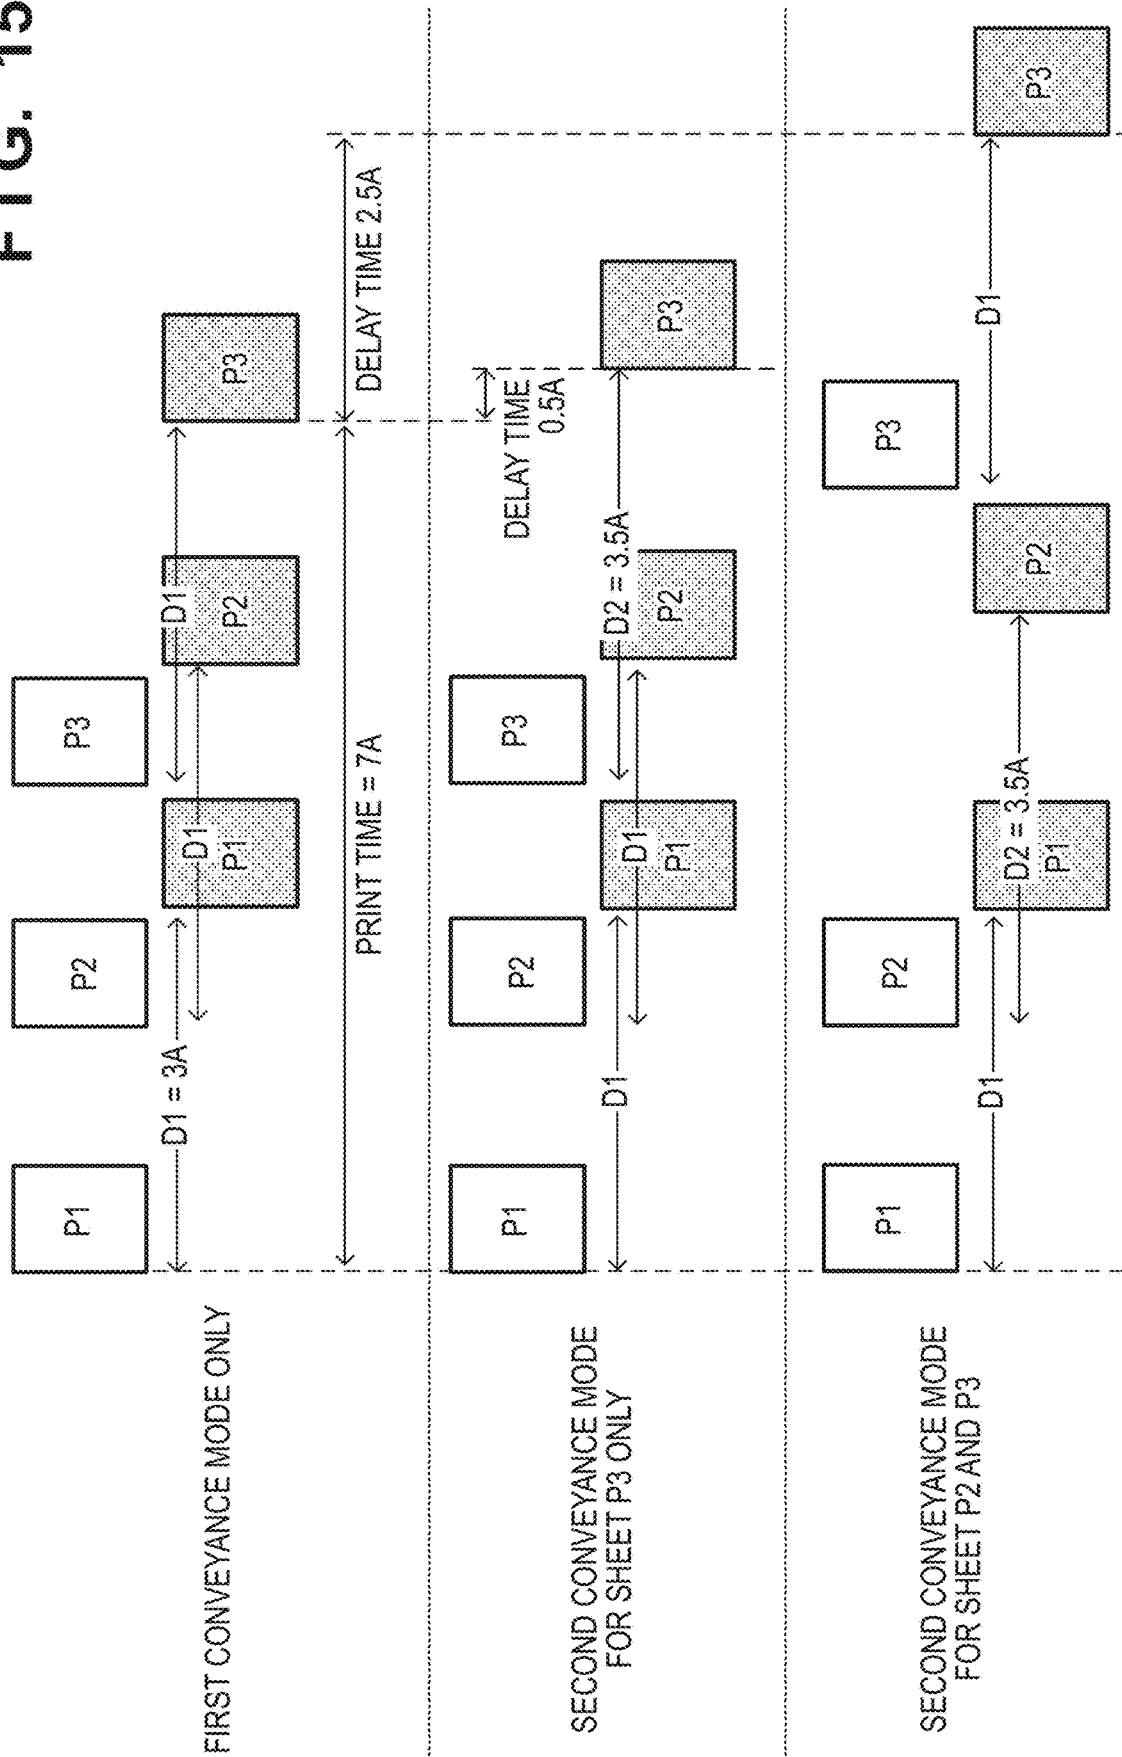 FIG. 15
FIRST CONVEYANCE MODE ONLY
P1
P2
P3
D1 = 3A
D1
D1
P1
P2
P3
PRINT TIME = 7A
DELAY TIME 2.5A
SECOND CONVEYANCE MODE
FOR SHEET P3 ONLY
P1
P2
P3
DELAY TIME
0.5A
D1
D1
D2 = 3.5A
P1
P2
P3
SECOND CONVEYANCE MODE
FOR SHEET P2 AND P3
P1
P2
P3
D1
D2 = 3.5A
D1
P1
P2
P3